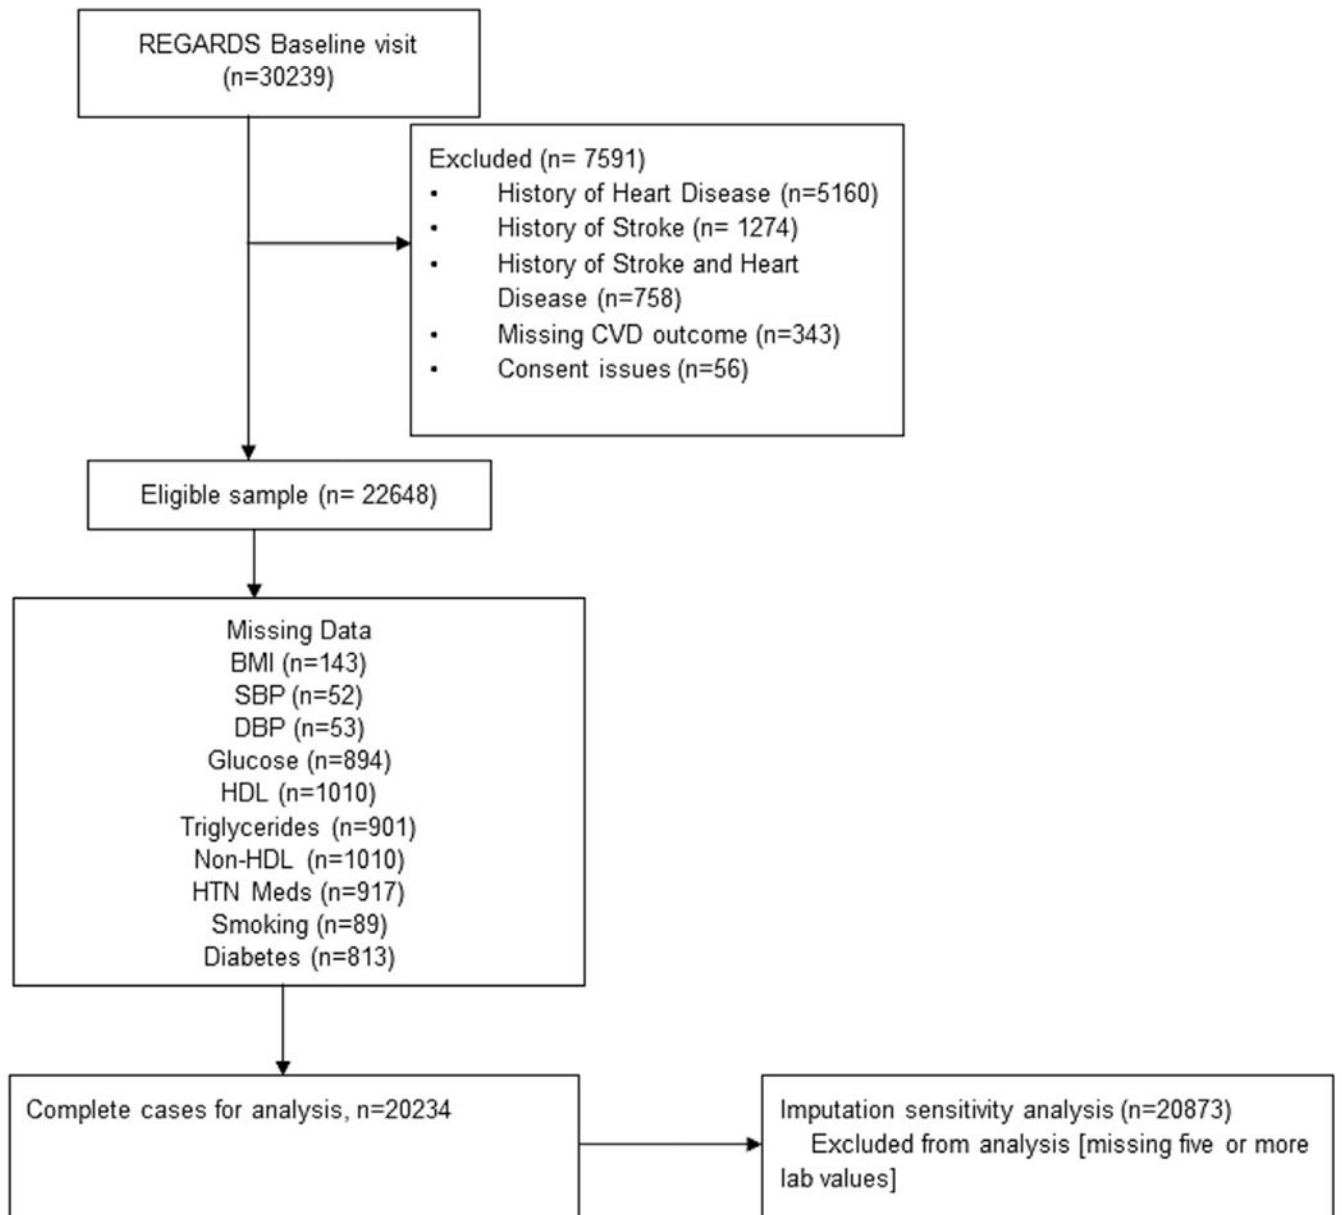 REGARDS Baseline visit
(n=30239)
Excluded (n= 7591)
• History of Heart Disease (n=5160)
• History of Stroke (n= 1274)
• History of Stroke and Heart
Disease (n=758)
• Missing CVD outcome (n=343)
• Consent issues (n=56)
Eligible sample (n= 22648)
Missing Data
BMI (n=143)
SBP (n=52)
DBP (n=53)
Glucose (n=894)
HDL (n=1010)
Triglycerides (n=901)
Non-HDL (n=1010)
HTN Meds (n=917)
Smoking (n=89)
Diabetes (n=813)
Complete cases for analysis, n=20234
Imputation sensitivity analysis (n=20873)
Excluded from analysis [missing five or more
lab values]